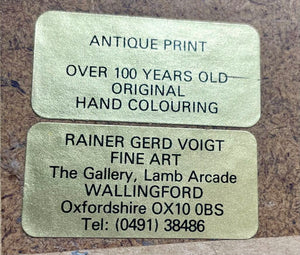 ANTIQUE PRINT
OVER 100 YEARS OLD
ORIGINAL
HAND COLOURING
RAINER GERD VOIGT
FINE ART
The Gallery, Lamb Arcade
WALLINGFORD
Oxfordshire OX10 0BS
Tel: (0491) 38486